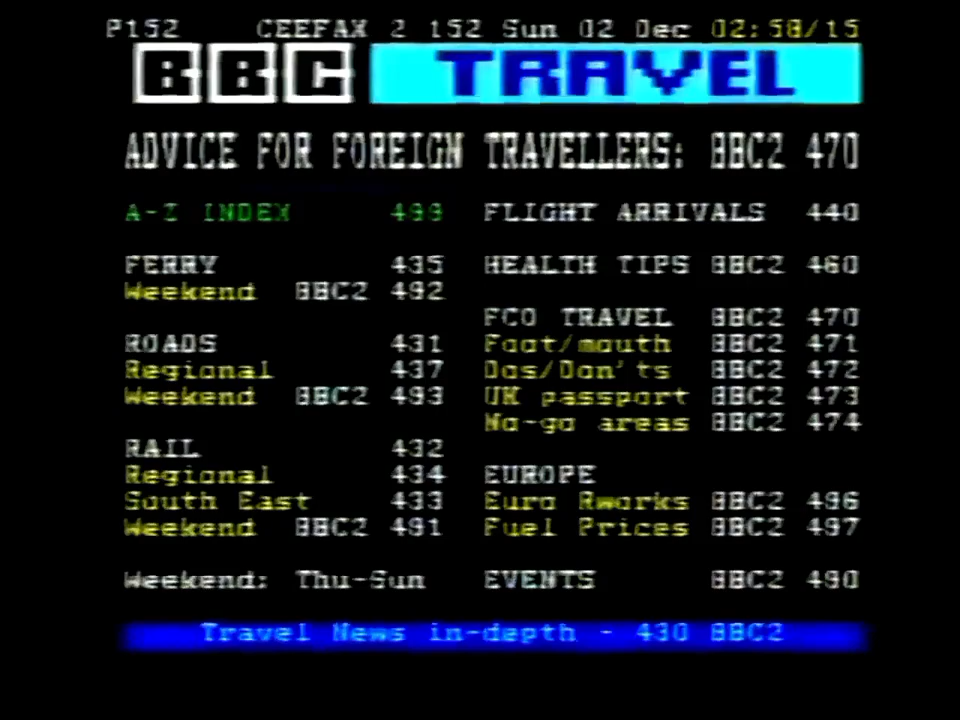 P152 CEEFAX 2 152 Sun 02 Dec 02:58/15
BBC TRAVEL
ADVICE FOR FOREIGN TRAVELLERS: BBC2 470
A-Z INDEX 499 FLIGHT ARRIVALS 440
FERRY 435 HEALTH TIPS BBC2 460
Weekend BBC2 492
FCO TRAVEL BBC2 470
ROADS 431 Foot/mouth BBC2 471
Regional 437 Dos/Don'ts BBC2 472
Weekend BBC2 493 UK passport BBC2 473
No-go areas BBC2 474
RAIL 432
Regional 434 EUROPE
South East 433 Euro Rworks BBC2 496
Weekend BBC2 491 Fuel Prices BBC2 497
Weekend: Thu-Sun EVENTS BBC2 490
Travel News in-depth - 430 BBC2